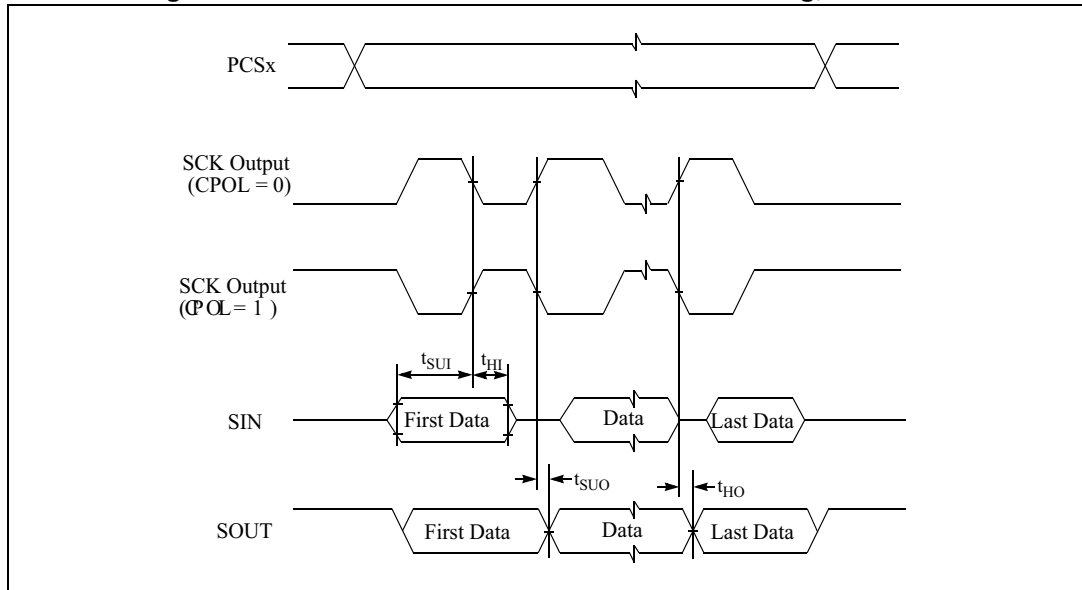 PCSx
SCK Output
(CPOL = 0)
SCK Output
(CPOL = 1 )
tSUI
tHI
SIN
First Data
Data
Last Data
tSUO
tHO
SOUT
First Data
Data
Last Data